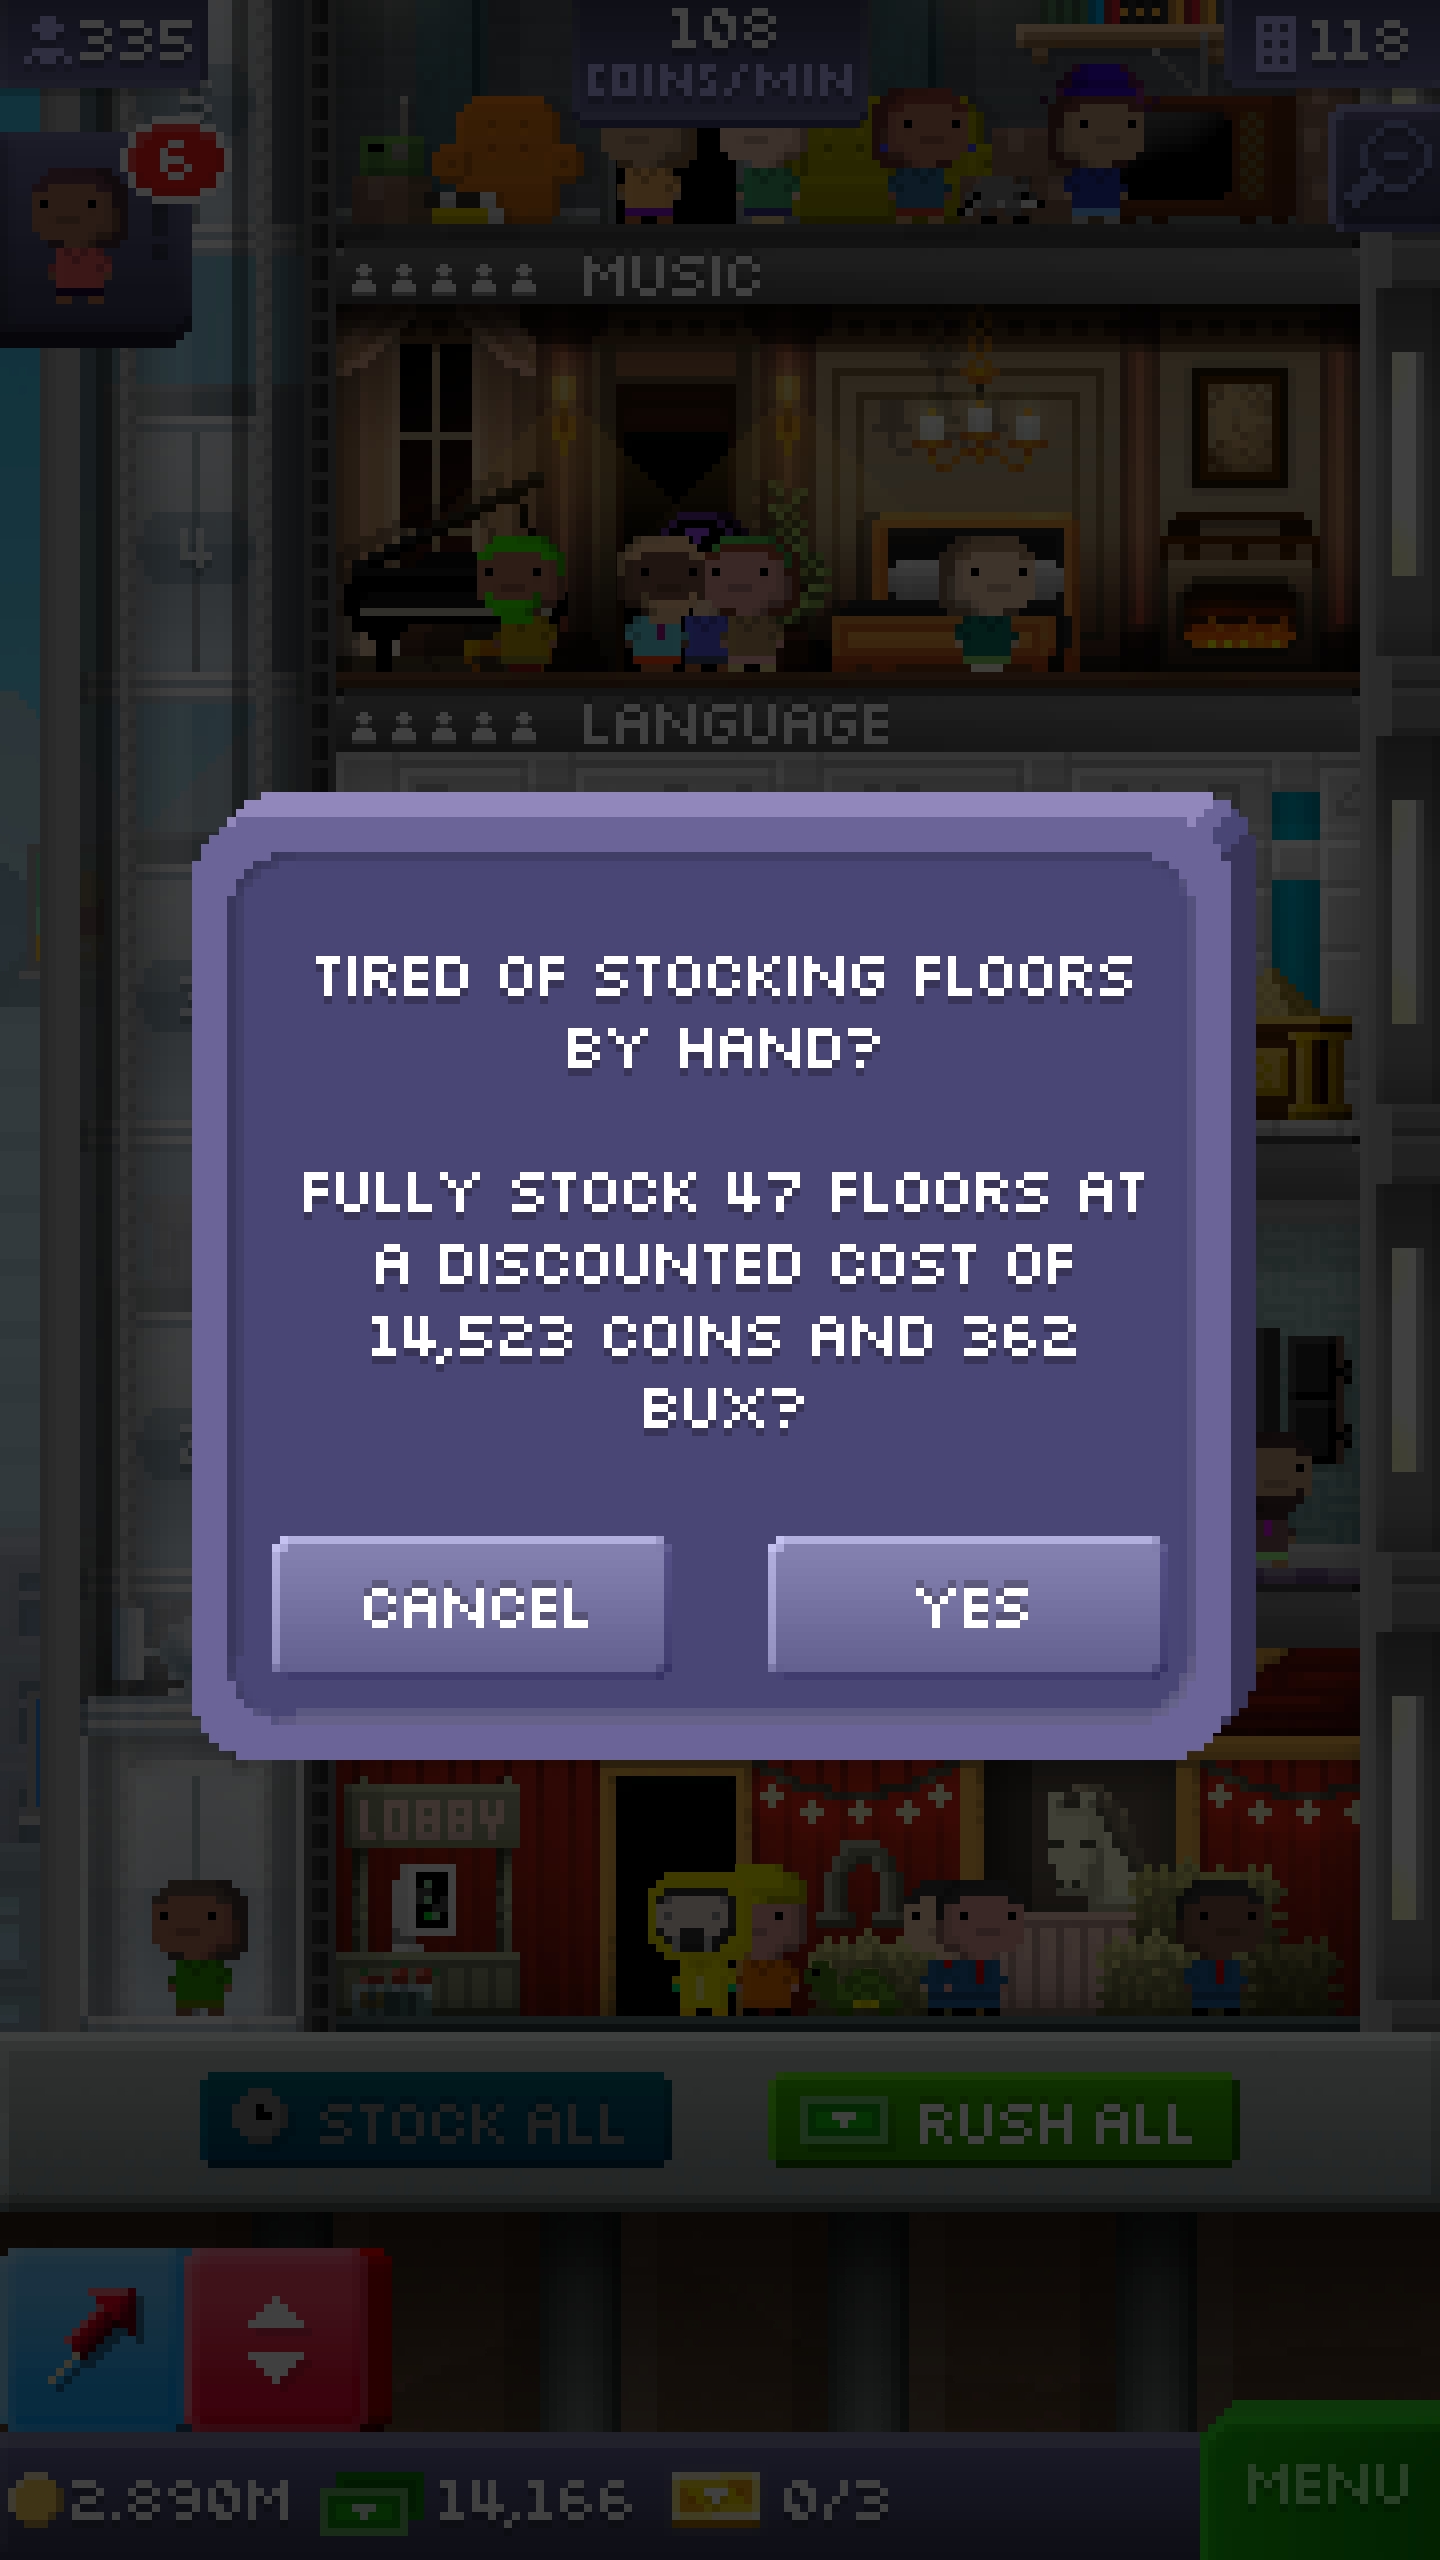 335
108
COINS/MIN
118
6
MUSIC
4
LANGUAGE
TIRED OF STOCKING FLOORS
BY HAND?
FULLY STOCK 47 FLOORS AT
A DISCOUNTED COST OF
14,523 COINS AND 362
BUX?
CANCEL
YES
LOBBY
STOCK ALL
RUSH ALL
2.890M
14,166
0/3
MENU